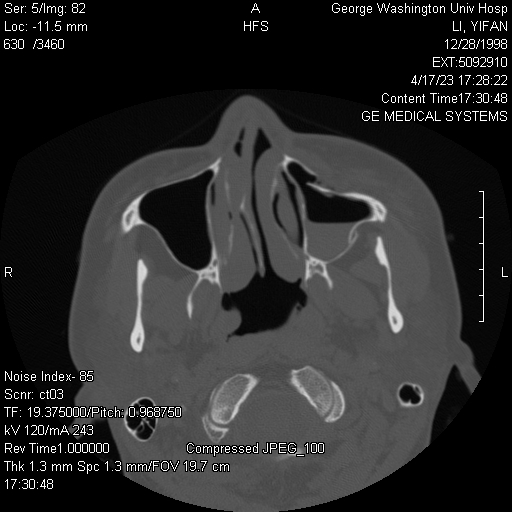 Ser: 5/Img: 82
Loc: -11.5 mm
630 /3460
A
HFS
George Washington Univ Hosp
LI, YIFAN
12/28/1998
EXT:5092910
4/17/23 17:28:22
Content Time17:30:48
GE MEDICAL SYSTEMS
R
L
Noise Index- 85
Scnr: ct03
TF: 19.375000/Pitch: 0.968750
kV 120/mA 243
Rev Time1.000000
Compressed JPEG_100
Thk 1.3 mm Spc 1.3 mm/FOV 19.7 cm
17:30:48